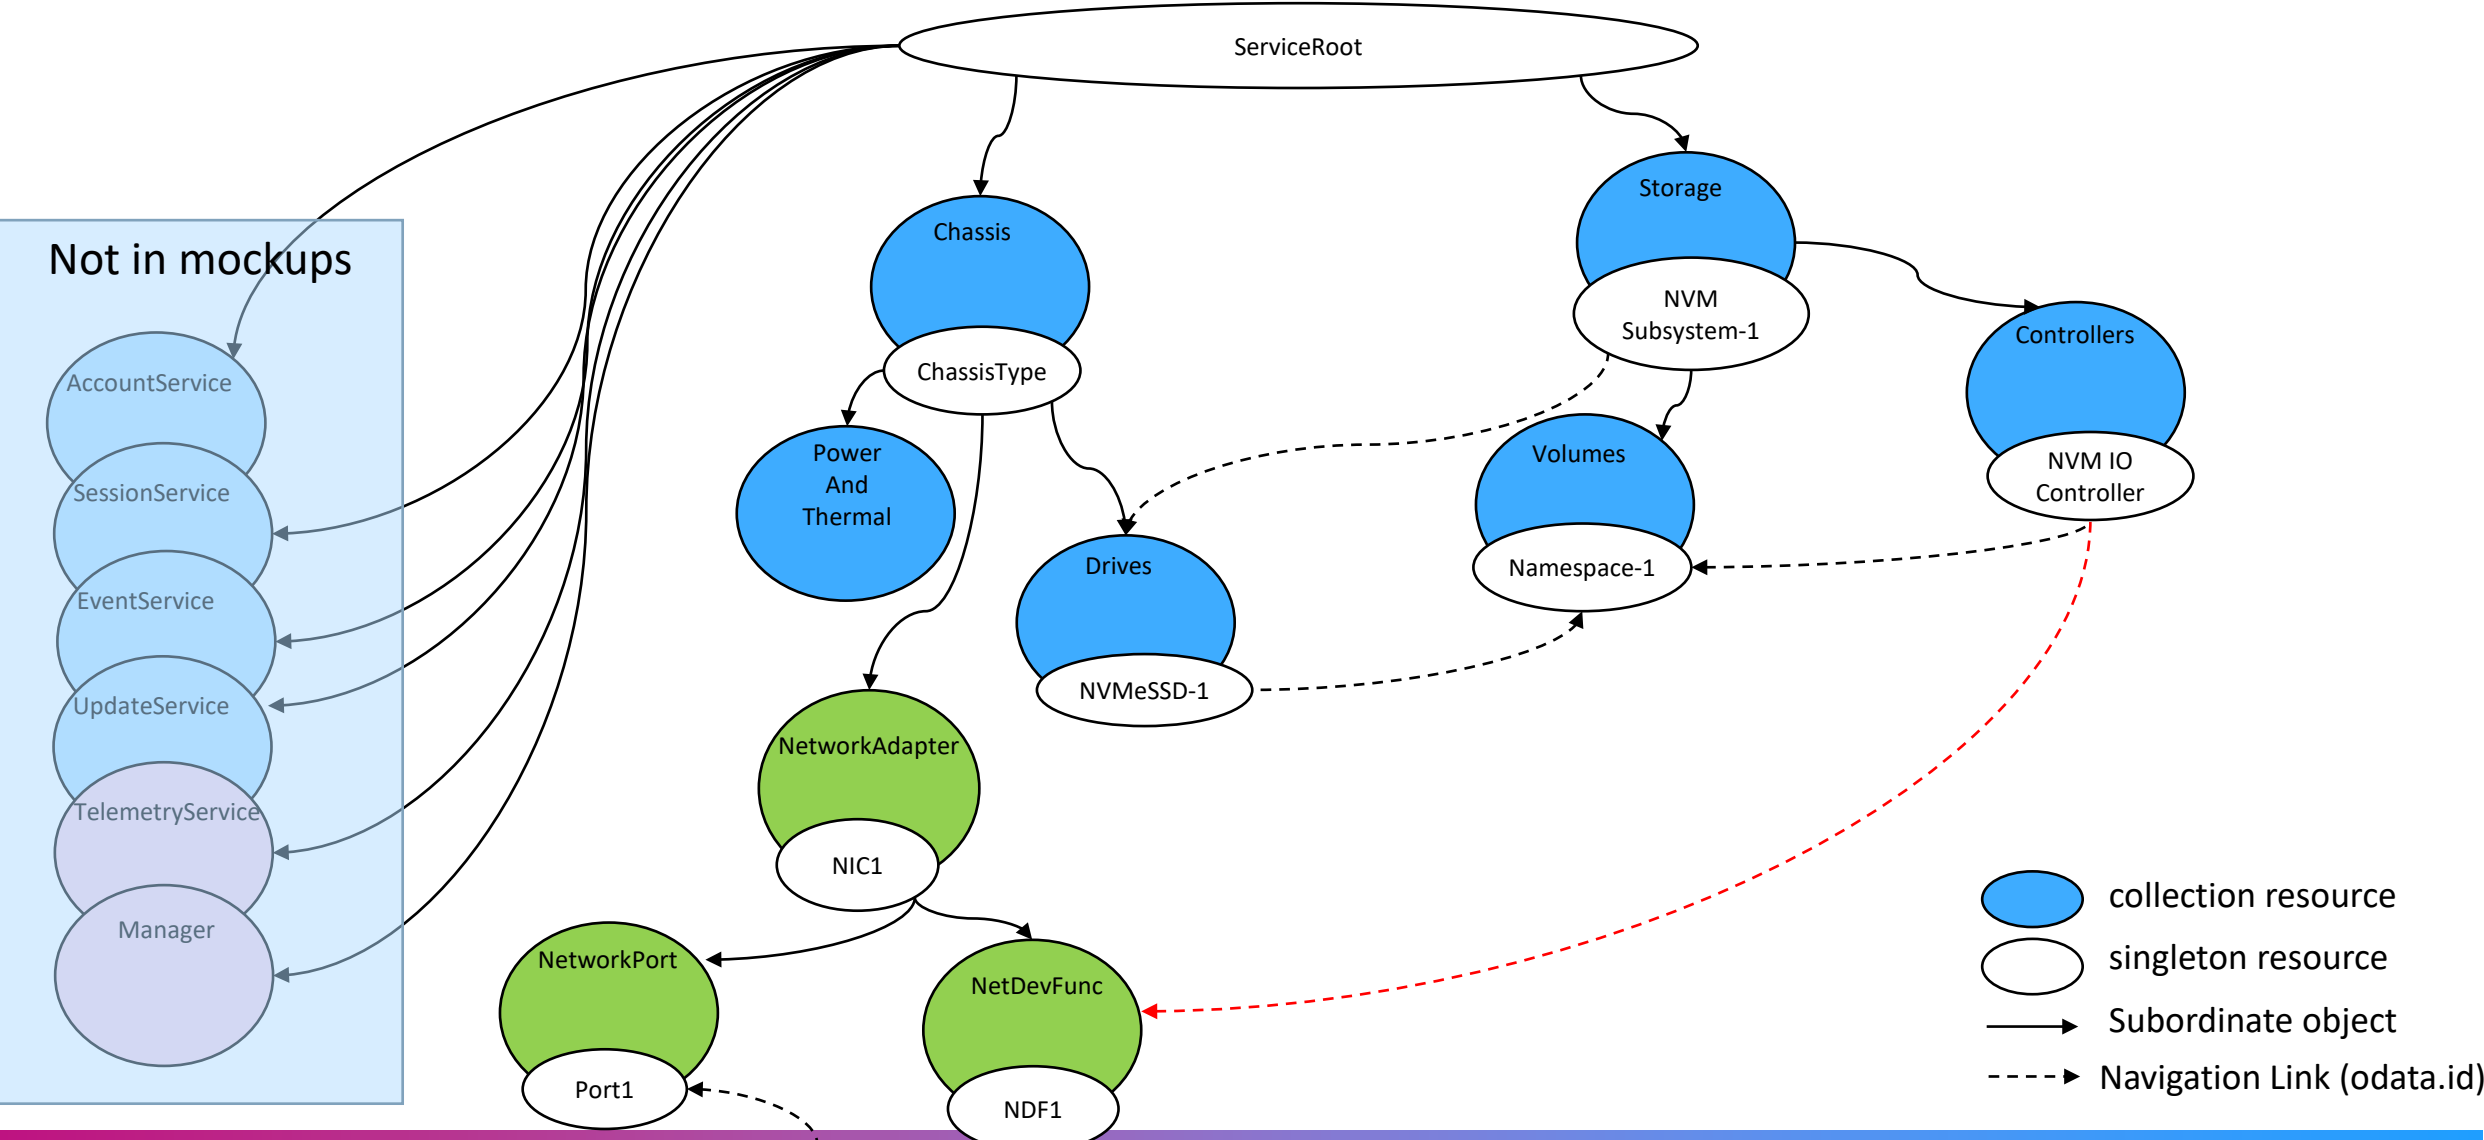 ServiceRoot
Not in mockups
AccountService
SessionService
EventService
UpdateService
TelemetryService
Manager
Chassis
ChassisType
Power
And
Thermal
Drives
NVMeSSD-1
Storage
NVM
Subsystem-1
Volumes
Namespace-1
Controllers
NVM IO
Controller
NetworkAdapter
NIC1
NetworkPort
Port1
NetDevFunc
NDF1
collection resource
singleton resource
Subordinate object
Navigation Link (odata.id)